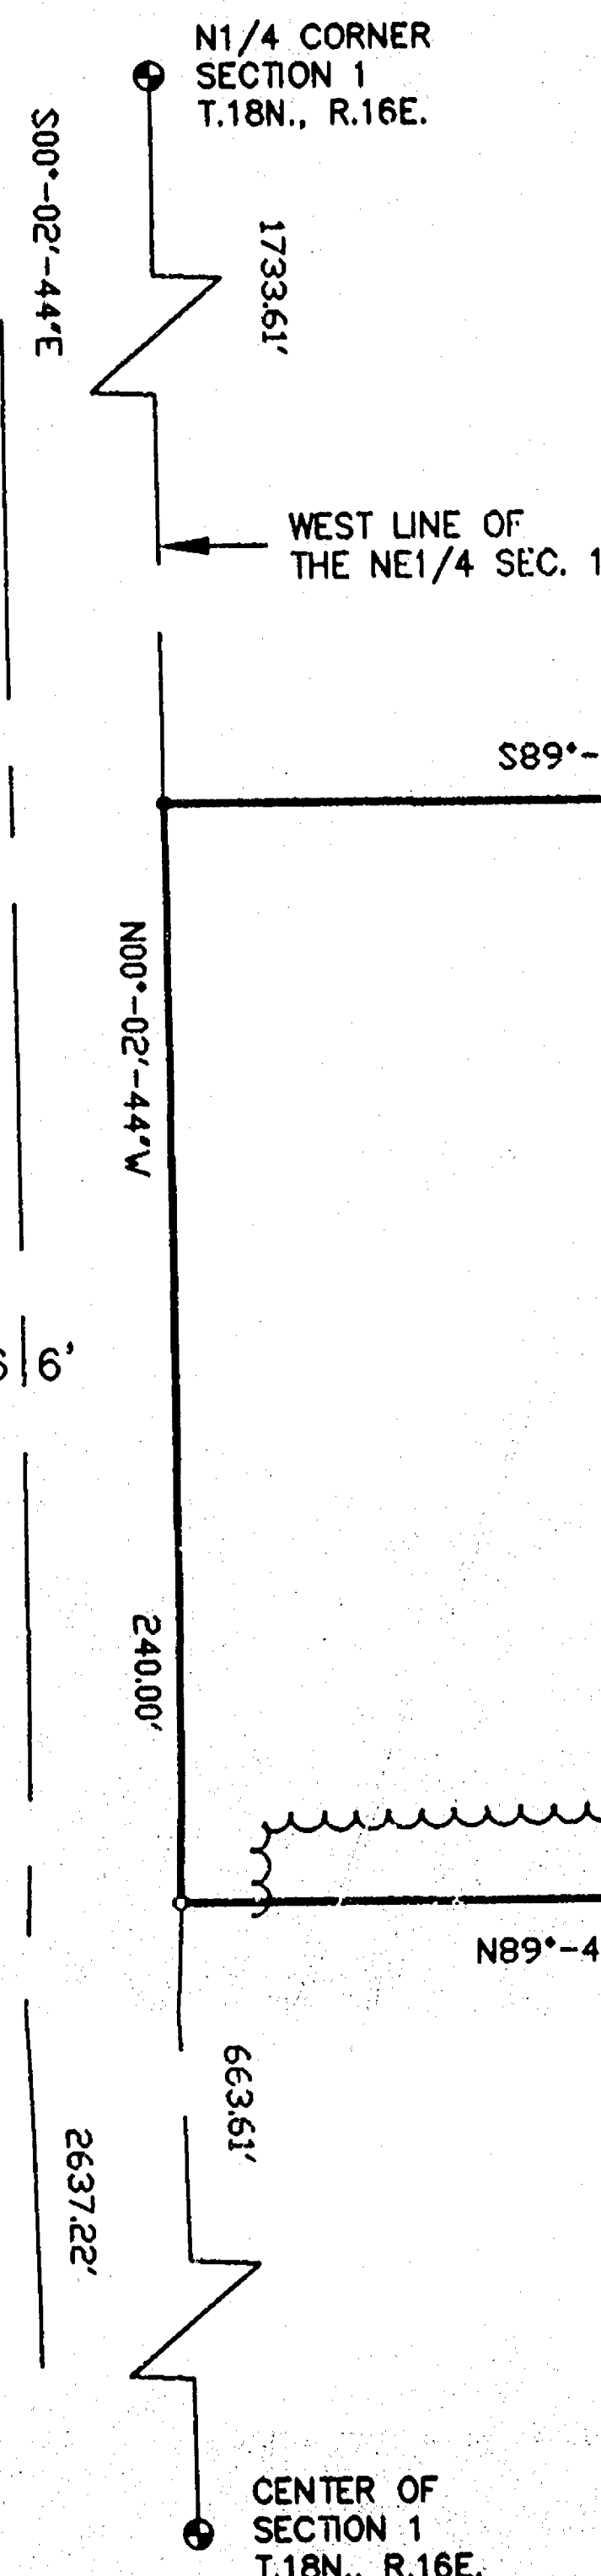 N1/4 CORNER
SECTION 1
T.18N., R.16E.
S00°-02'-44"E
1733.61'
WEST LINE OF
THE NE1/4 SEC. 1
S89°-
N00°-02'-44"W
6'
240.00'
N89°-4
663.61'
2637.22'
CENTER OF
SECTION 1
T.18N., R.16E.